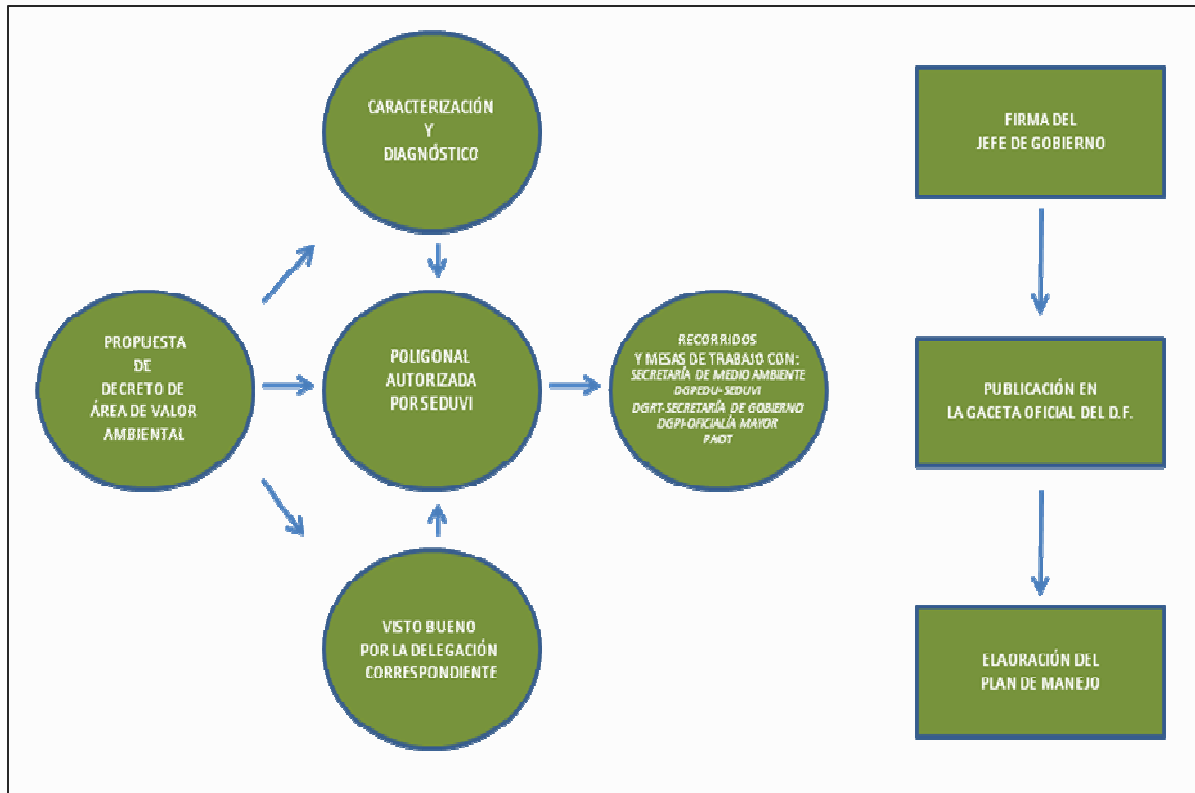 CARACTERIZACIÓN
Y
DIAGNÓSTICO
PROPUESTA
DE
DECRETO DE
ÁREA DE VALOR
AMBIENTAL
POLIGONAL
AUTORIZADA
POR SEDUVI
RECORRIDOS
Y MESAS DE TRABAJO CON:
SECRETARÍA DE MEDIO AMBIENTE
DGPEDU- SEDUVI
DGRT-SECRETARÍA DE GOBIERNO
DGPI-OFICIALÍA MAYOR
PAOT
VISTO BUENO
POR LA DELEGACIÓN
CORRESPONDIENTE
FIRMA DEL
JEFE DE GOBIERNO
PUBLICACIÓN EN
LA GACETA OFICIAL DEL D.F.
ELAORACIÓN DEL
PLAN DE MANEJO